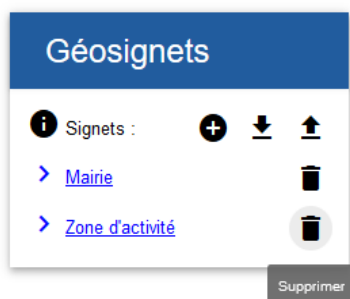 Géosignets
Signets :
Mairie
Zone d'activité
Supprimer